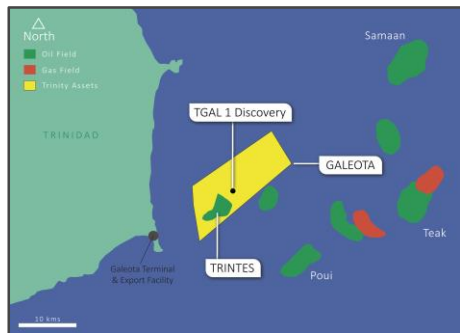 North
Oil Field
Gas Field
Trinity Assets
TRINIDAD
Samaan
TGAL 1 Discovery
GALEOTA
Teak
TRINTES
Poui
Galeota Terminal
& Export Facility
10 kms